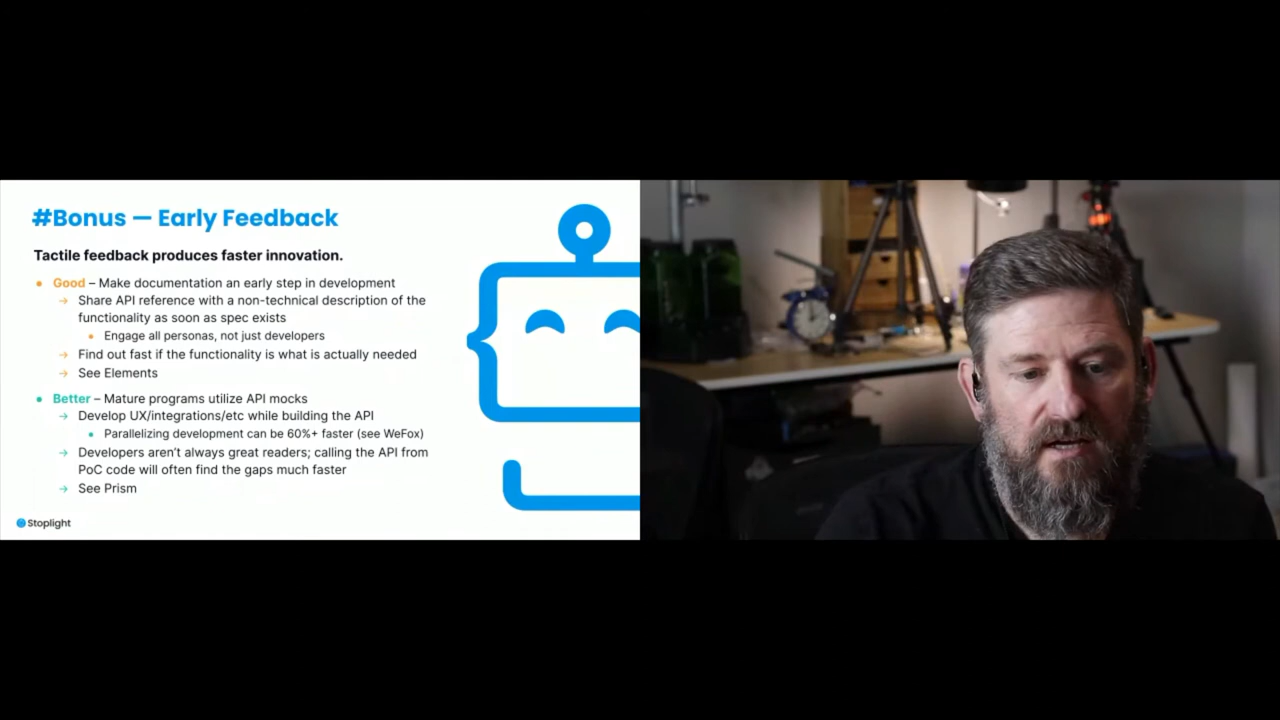 #Bonus — Early Feedback
Tactile feedback produces faster innovation.
• Good – Make documentation an early step in development
→ Share API reference with a non-technical description of the
functionality as soon as spec exists
• Engage all personas, not just developers
→ Find out fast if the functionality is what is actually needed
→ See Elements
• Better – Mature programs utilize API mocks
→ Develop UX/integrations/etc while building the API
▪ Parallelizing development can be 60%+ faster (see WeFox)
→ Developers aren’t always great readers; calling the API from
PoC code will often find the gaps much faster
→ See Prism
Stoplight